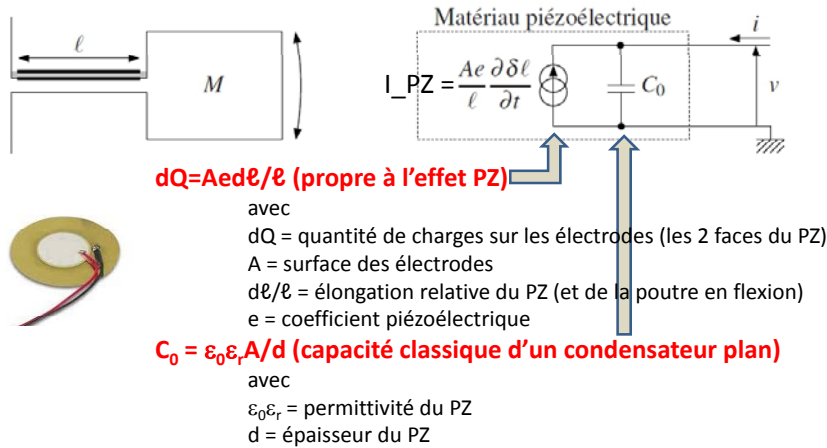 ℓ
M
Matériau piézoélectrique
I_PZ = Ae/ℓ ∂δℓ/∂t
C₀
i
v
dQ=Aedℓ/ℓ (propre à l’effet PZ)
avec
dQ = quantité de charges sur les électrodes (les 2 faces du PZ)
A = surface des électrodes
dℓ/ℓ = élongation relative du PZ (et de la poutre en flexion)
e = coefficient piézoélectrique
C₀ = ε₀εᵣA/d (capacité classique d’un condensateur plan)
avec
ε₀εᵣ = permittivité du PZ
d = épaisseur du PZ